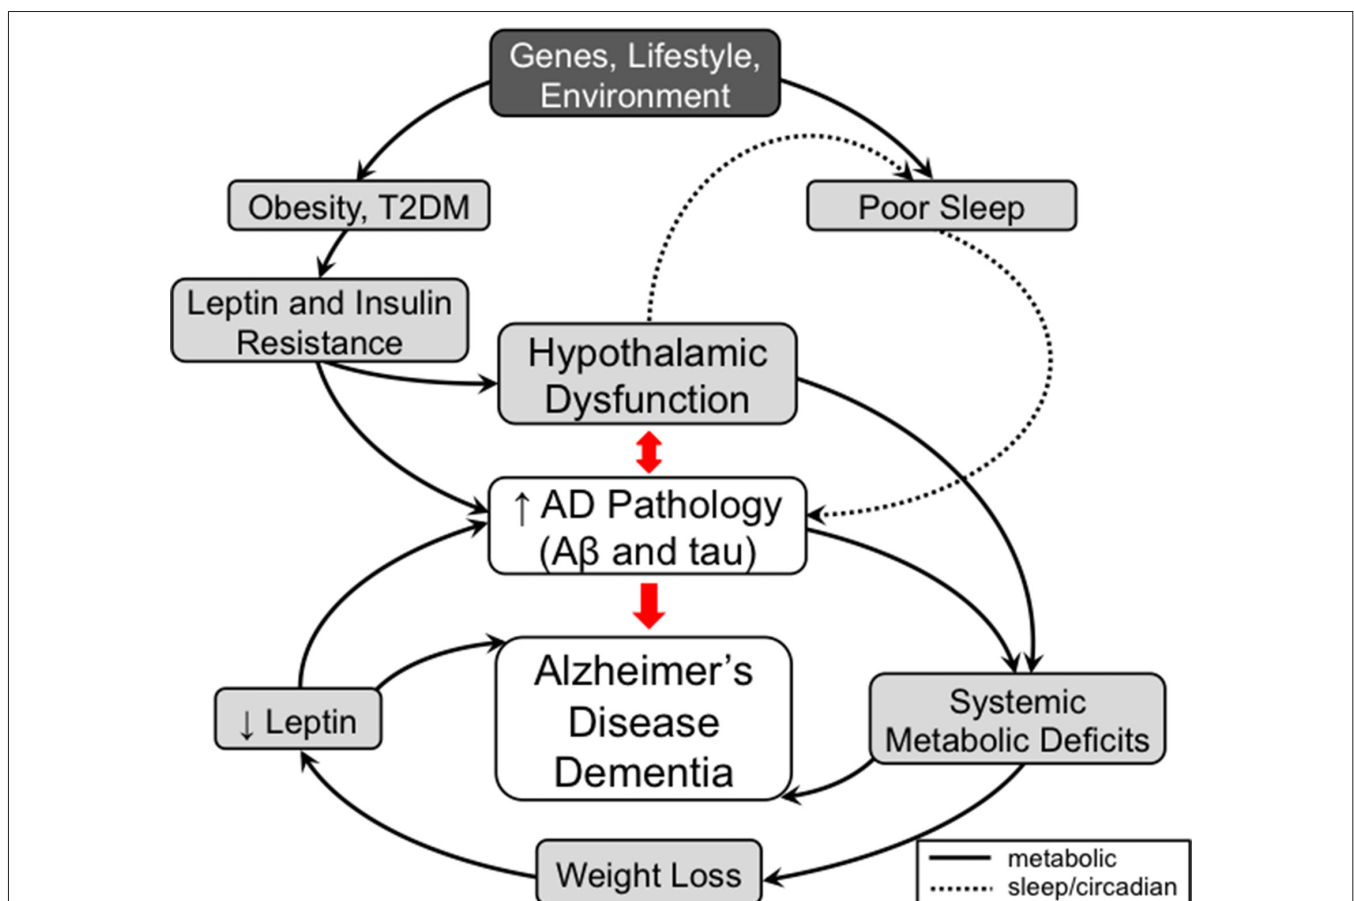 Genes, Lifestyle,
Environment
Obesity, T2DM
Poor Sleep
Leptin and Insulin
Resistance
Hypothalamic
Dysfunction
↑ AD Pathology
(Aβ and tau)
Alzheimer’s
Disease
Dementia
↓ Leptin
Systemic
Metabolic Deficits
Weight Loss
metabolic
sleep/circadian